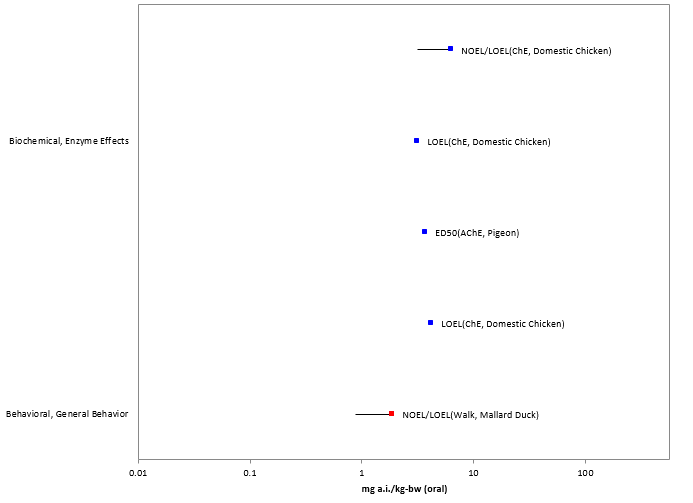 NOEL/LOEL(ChE, Domestic Chicken)
Biochemical, Enzyme Effects
LOEL(ChE, Domestic Chicken)
ED50(AChE, Pigeon)
LOEL(ChE, Domestic Chicken)
Behavioral, General Behavior
NOEL/LOEL(Walk, Mallard Duck)
0.01 0.1 1 10 100
mg a.i./kg-bw (oral)